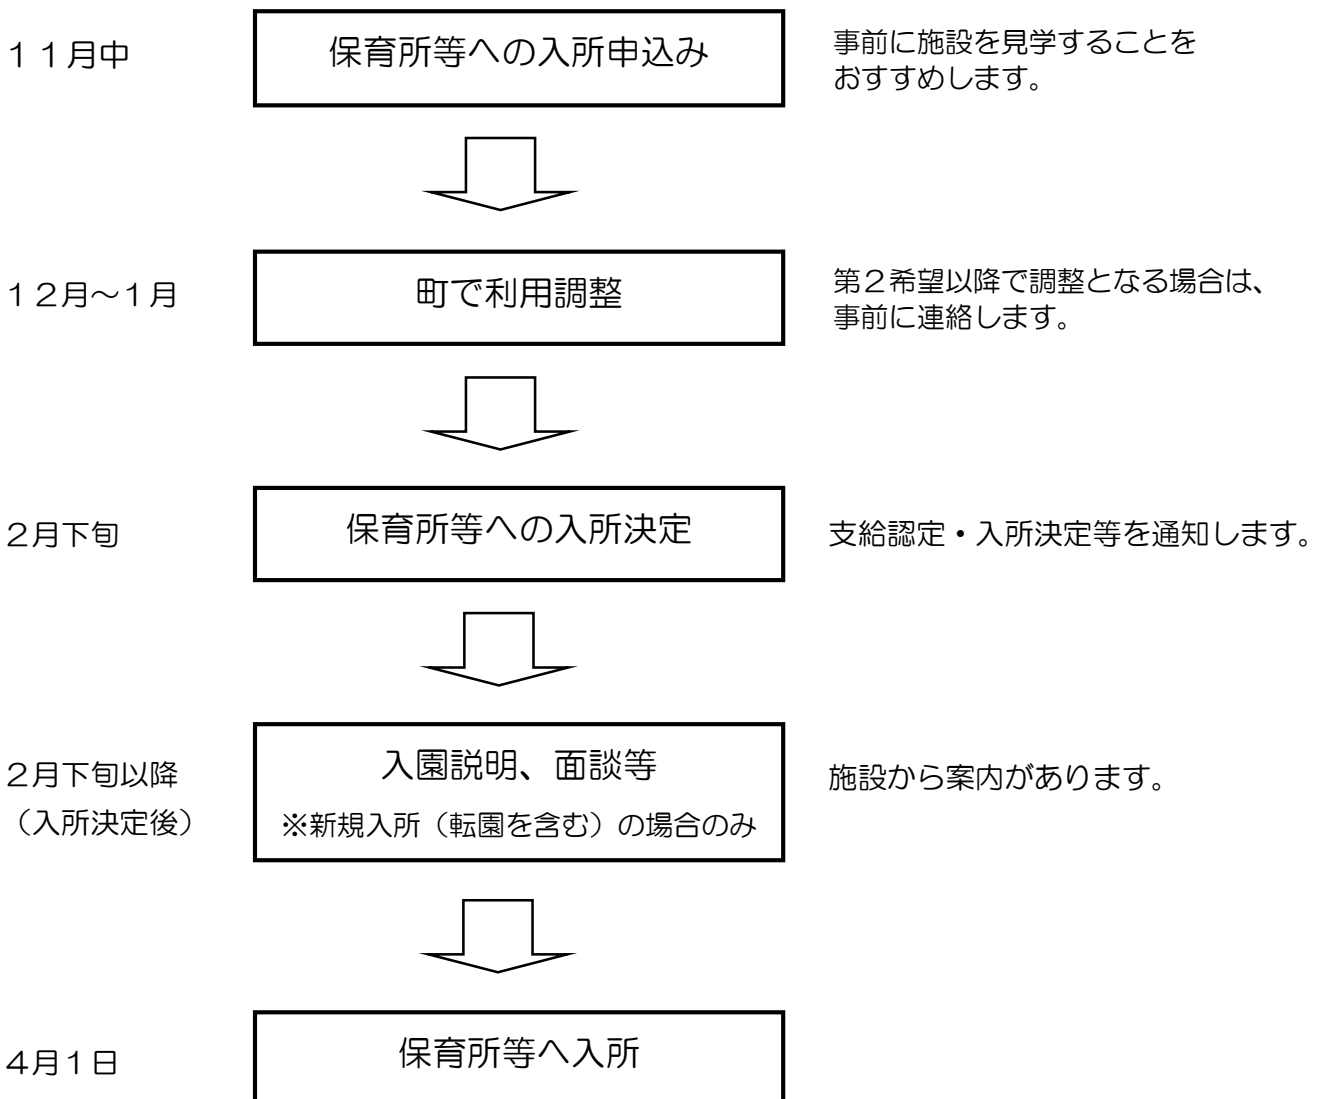 １１月中
保育所等への入所申込み
事前に施設を見学することを
おすすめします。
１２月～１月
町で利用調整
第２希望以降で調整となる場合は、
事前に連絡します。
２月下旬
保育所等への入所決定
支給認定・入所決定等を通知します。
２月下旬以降
（入所決定後）
入園説明、面談等
※新規入所（転園を含む）の場合のみ
施設から案内があります。
４月１日
保育所等へ入所